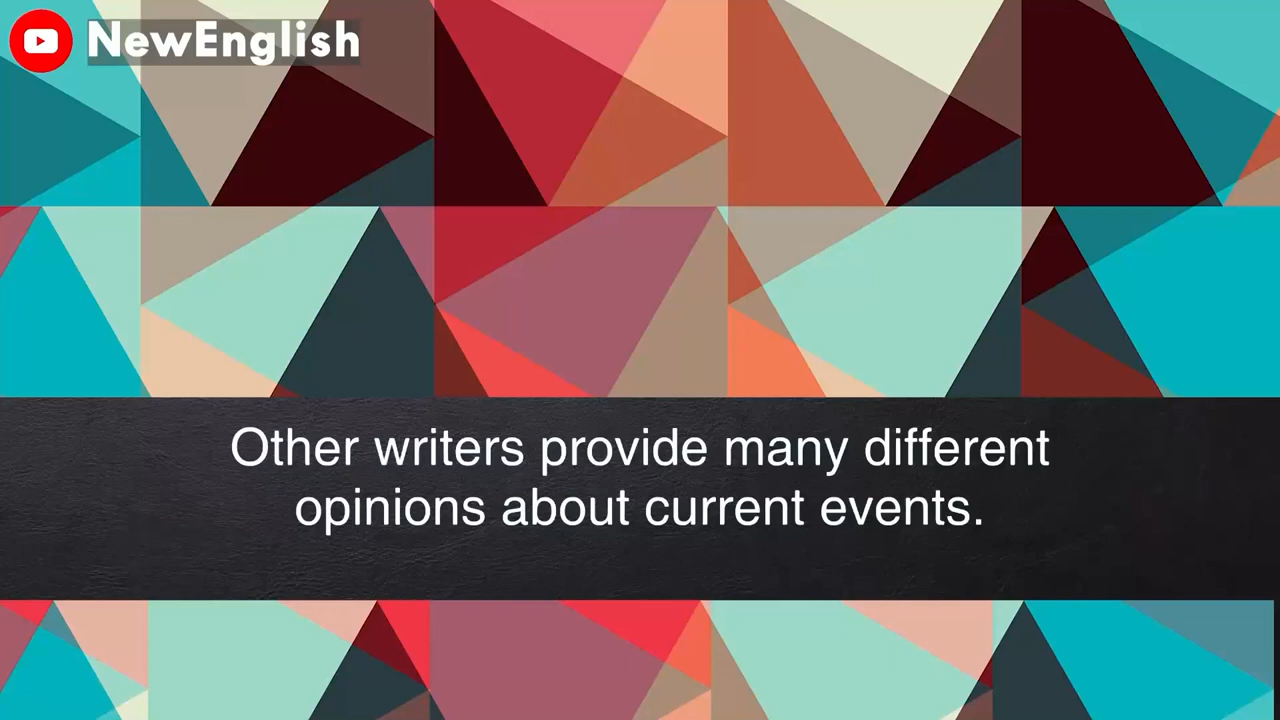 NewEnglish
Other writers provide many different
opinions about current events.